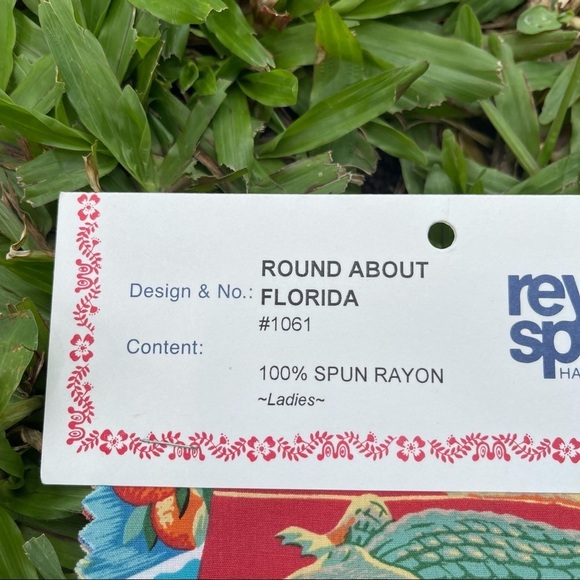 ROUND ABOUT
Design & No.: FLORIDA
#1061
Content:
100% SPUN RAYON
~Ladies~
rey
sp
HA